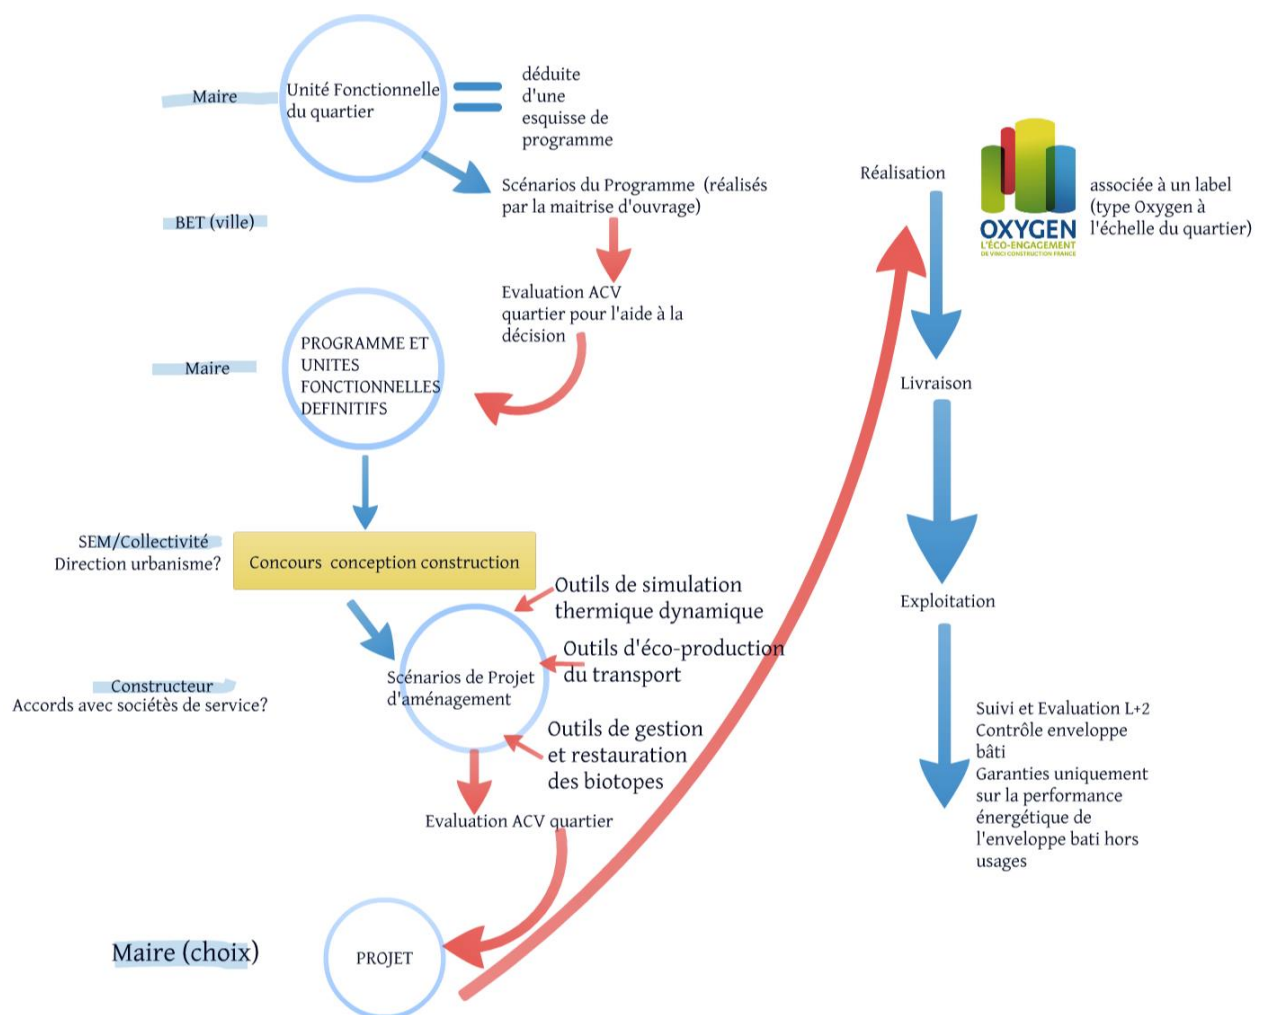 Maire
Unité Fonctionnelle
du quartier
déduite
d'une
esquisse de
programme
Scénarios du Programme (réalisés
par la maitrise d'ouvrage)
BET (ville)
Evaluation ACV
quartier pour l'aide à la
décision
Maire
PROGRAMME ET
UNITES
FONCTIONNELLES
DEFINITIFS
SEM/Collectivité
Direction urbanisme?
Concours conception construction
Outils de simulation
thermique dynamique
Outils d'éco-production
du transport
Scénarios de Projet
d'aménagement
Constructeur
Accords avec sociétès de service?
Outils de gestion
et restauration
des biotopes
Evaluation ACV quartier
Maire (choix)
PROJET
Réalisation
OXYGEN
L'ÉCO-ENGAGEMENT
DE VINCI CONSTRUCTION FRANCE
associée à un label
(type Oxygen à
l'échelle du quartier)
Livraison
Exploitation
Suivi et Evaluation L+2
Contrôle enveloppe
bâti
Garanties uniquement
sur la performance
énergétique de
l'enveloppe bati hors
usages